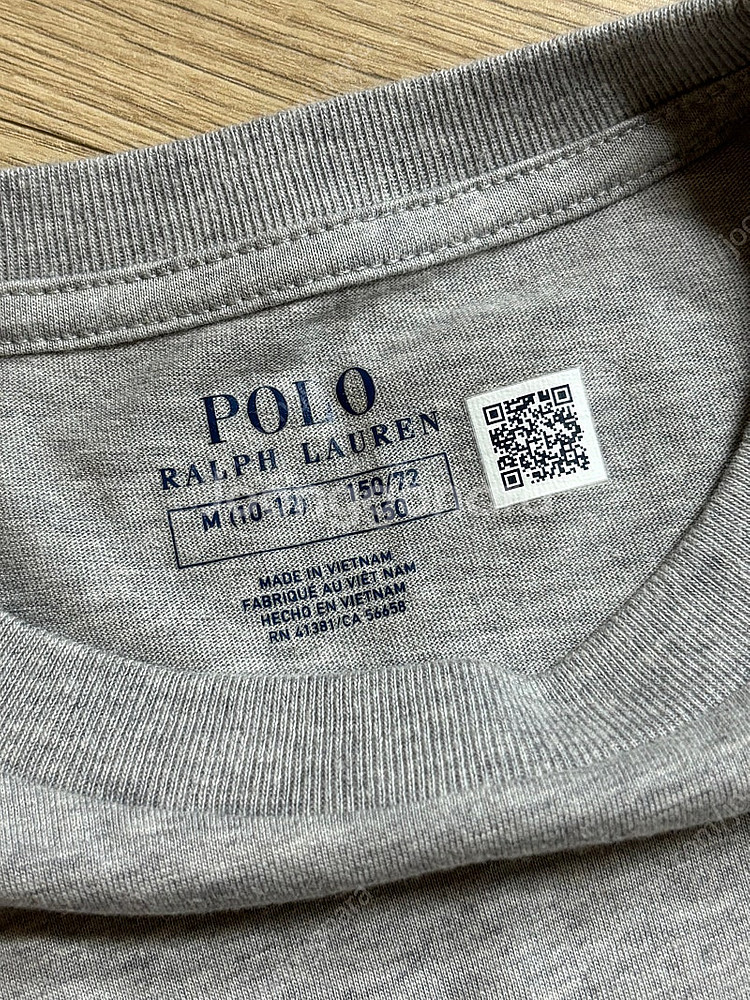 POLO
RALPH LAUREN
M (10-12) 150/72
150
MADE IN VIETNAM
FABRIQUÉ AU VIET NAM
HECHO EN VIETNAM
RN 41381/CA 56658